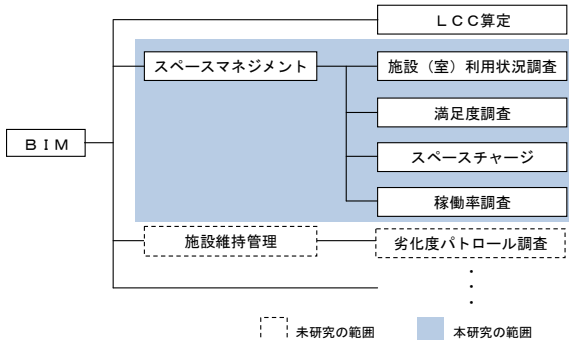 LCC算定
スペースマネジメント
施設（室）利用状況調査
満足度調査
BIM
スペースチャージ
稼働率調査
施設維持管理
劣化度パトロール調査
・
・
・
未研究の範囲
本研究の範囲